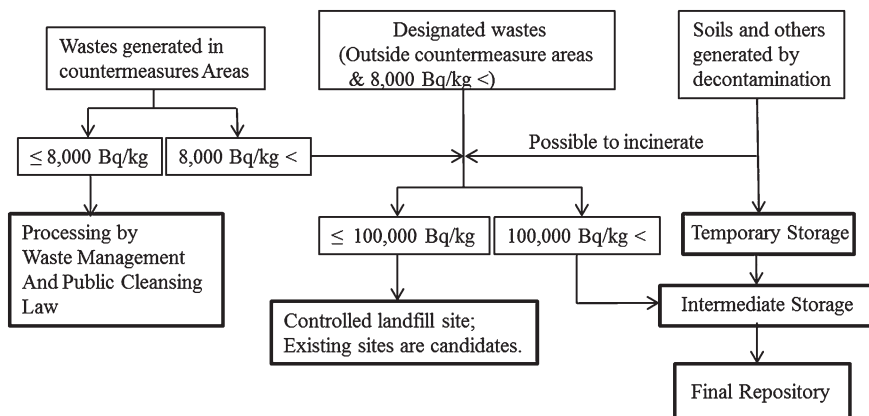 Wastes generated in
countermeasures Areas
Designated wastes
(Outside countermeasure areas
& 8,000 Bq/kg <)
Soils and others
generated by
decontamination
≤ 8,000 Bq/kg
8,000 Bq/kg <
Possible to incinerate
≤ 100,000 Bq/kg
100,000 Bq/kg <
Processing by
Waste Management
And Public Cleansing
Law
Temporary Storage
Controlled landfill site;
Existing sites are candidates.
Intermediate Storage
Final Repository